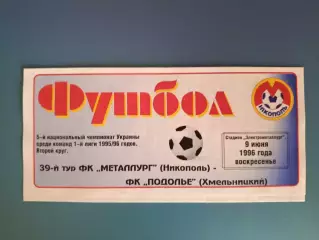 Футбол
НИКОПОЛЬ
5-й национальный чемпионат Украины
среди команд 1-й лиги 1995/96 годов.
Второй круг.
Стадион "Электрометаллург"
9 июня
1996 года
воскресенье
39-й тур ФК „МЕТАЛЛУРГ" (Никополь) -
ФК „ПОДОЛЬЕ" (Хмельницкий)